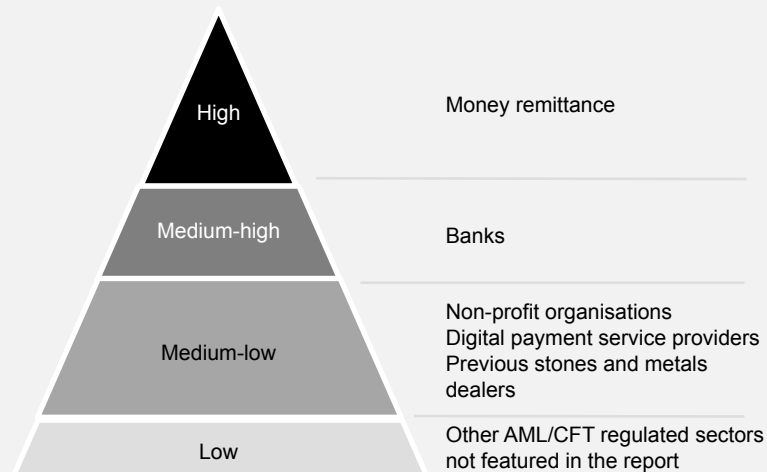 High
Money remittance
Medium-high
Banks
Medium-low
Non-profit organisations
Digital payment service providers
Previous stones and metals
dealers
Low
Other AML/CFT regulated sectors
not featured in the report